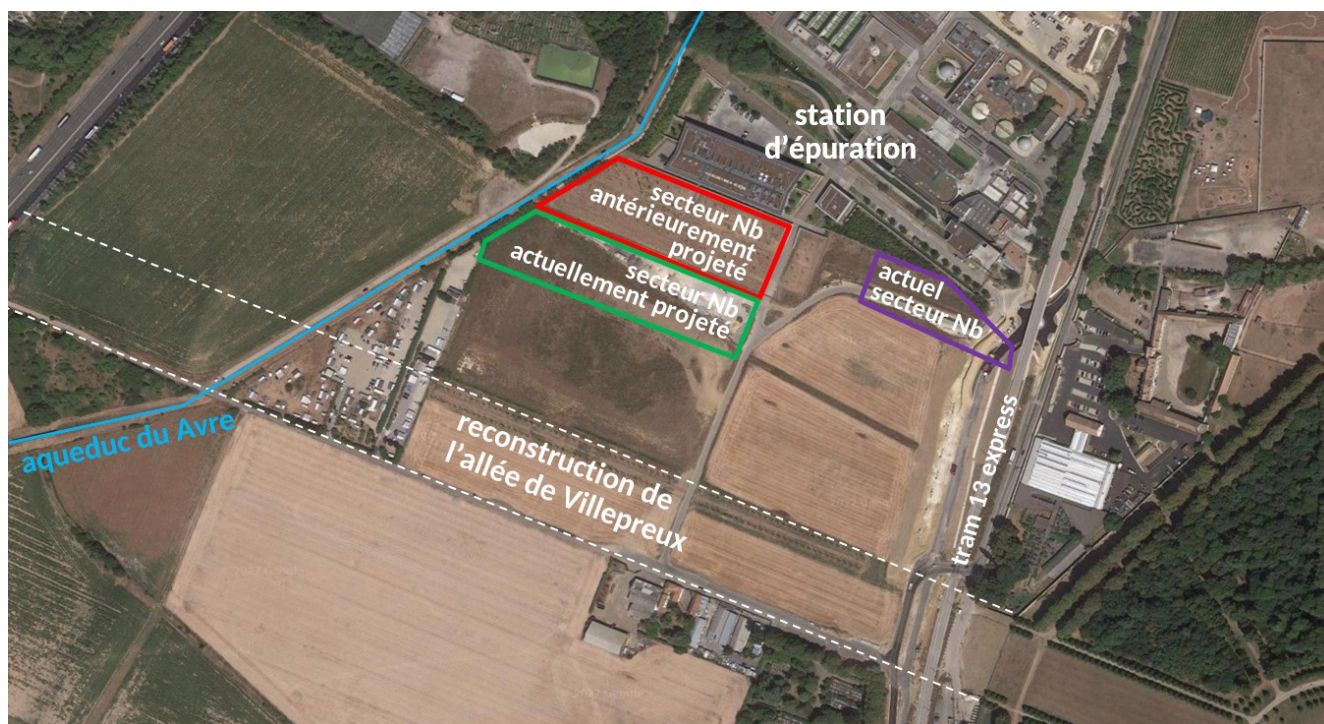 station
d'épuration
secteur Nb
antérieurement
projeté
secteur Nb
actuellement projeté
actuel
secteur Nb
reconstruction de
l'allée de Villepreux
aqueduc du Avre
tram 13 express